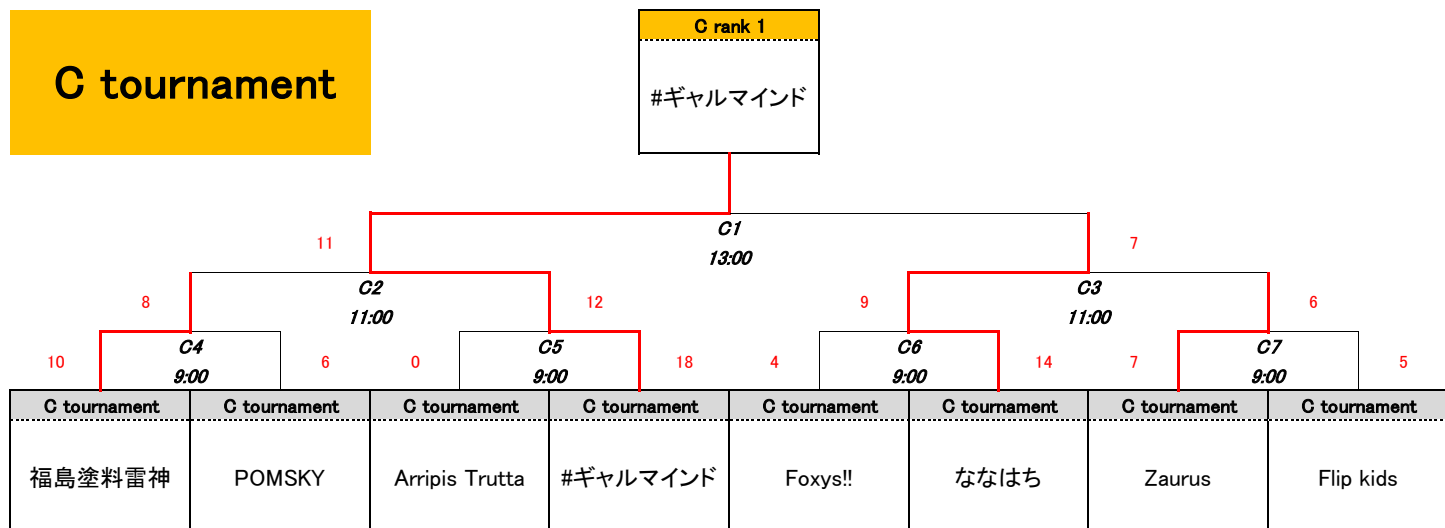 C tournament
C rank 1
#ギャルマインド
C1
13:00
11
7
C2
11:00
C3
11:00
8
12
9
6
C4
9:00
C5
9:00
C6
9:00
C7
9:00
10
6
0
18
4
14
7
5
C tournament
C tournament
C tournament
C tournament
C tournament
C tournament
C tournament
C tournament
福島塗料雷神
POMSKY
Arripis Trutta
#ギャルマインド
Foxys!!
ななはち
Zaurus
Flip kids